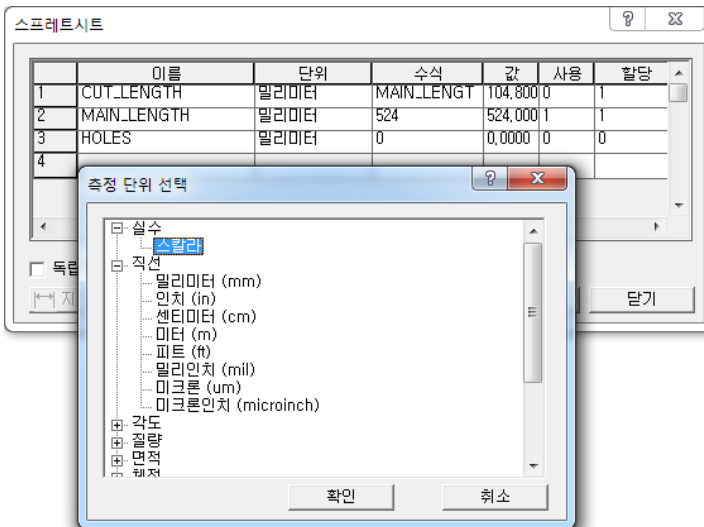 스프레트시트
이름 단위 수식 값 사용 할당
1 CUT_LENGTH 밀리미터 MAIN_LENGT 104,800 0 1
2 MAIN_LENGTH 밀리미터 524 524,000 1 1
3 HOLES 밀리미터 0 0,0000 0 0
4
측정 단위 선택
실수
스칼라
직선
밀리미터 (mm)
인치 (in)
센티미터 (cm)
미터 (m)
피트 (ft)
밀리인치 (mil)
미크론 (um)
미크론인치 (microinch)
각도
질량
면적
독립
지
닫기
확인 취소